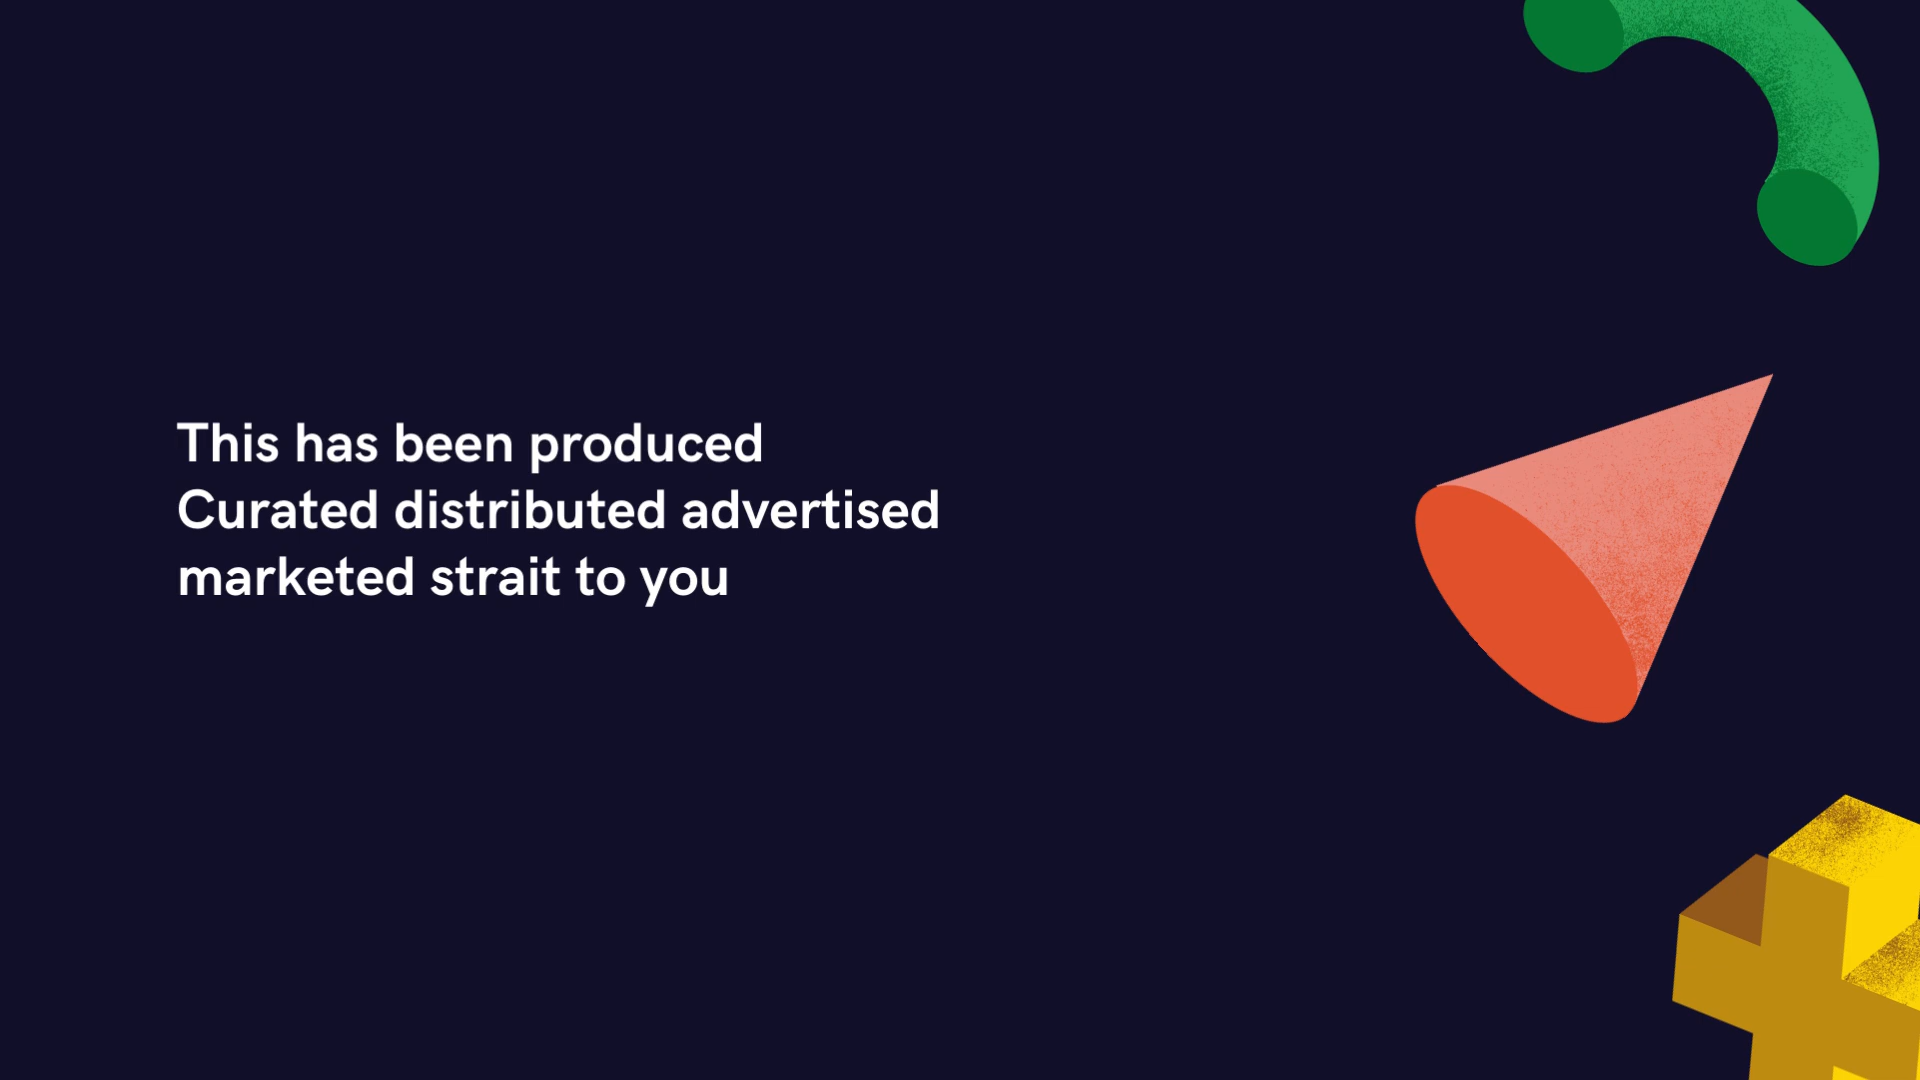 This has been produced
Curated distributed advertised
marketed strait to you